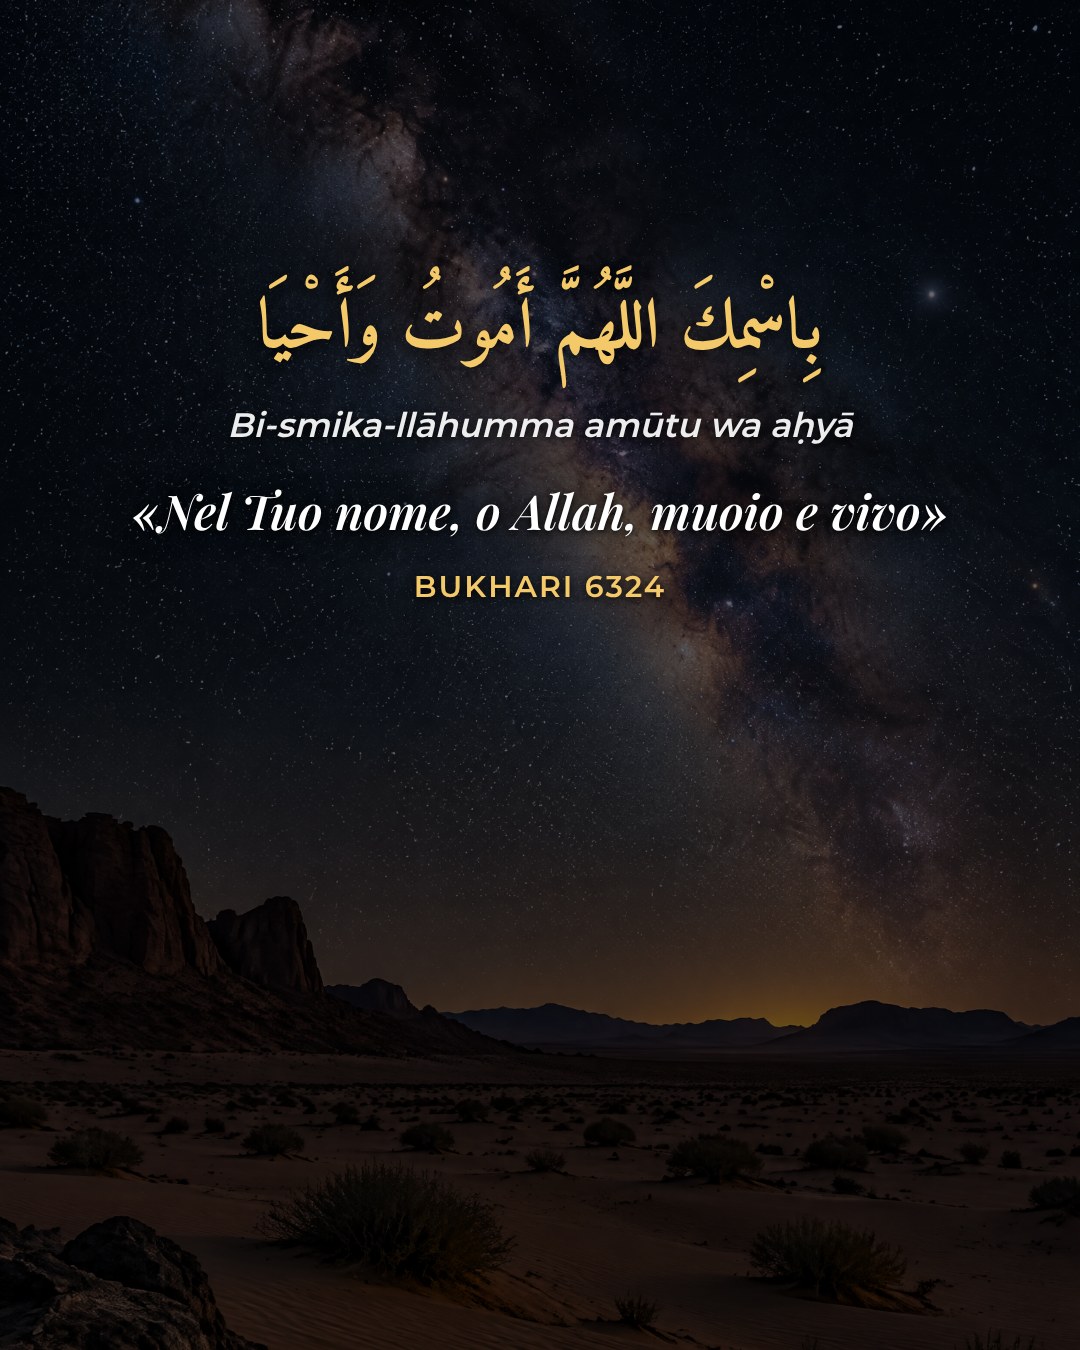 بِاسْمِكَ اللَّهُمَّ أَمُوتُ وَأَحْيَا
Bi-smika-llāhumma amūtu wa aḥyā
«Nel Tuo nome, o Allah, muoio e vivo»
BUKHARI 6324